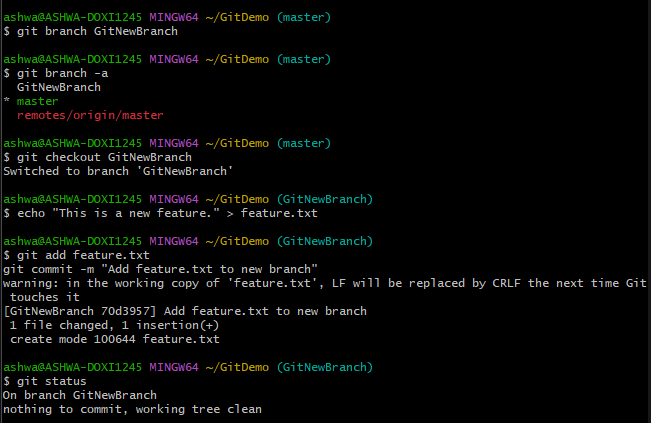 ashwa@ASHWA-DOXI1245 MINGW64 ~/GitDemo (master)
$ git branch GitNewBranch
ashwa@ASHWA-DOXI1245 MINGW64 ~/GitDemo (master)
$ git branch -a
  GitNewBranch
* master
  remotes/origin/master
ashwa@ASHWA-DOXI1245 MINGW64 ~/GitDemo (master)
$ git checkout GitNewBranch
Switched to branch 'GitNewBranch'
ashwa@ASHWA-DOXI1245 MINGW64 ~/GitDemo (GitNewBranch)
$ echo "This is a new feature." > feature.txt
ashwa@ASHWA-DOXI1245 MINGW64 ~/GitDemo (GitNewBranch)
$ git add feature.txt
git commit -m "Add feature.txt to new branch"
warning: in the working copy of 'feature.txt', LF will be replaced by CRLF the next time Git
 touches it
[GitNewBranch 70d3957] Add feature.txt to new branch
 1 file changed, 1 insertion(+)
 create mode 100644 feature.txt
ashwa@ASHWA-DOXI1245 MINGW64 ~/GitDemo (GitNewBranch)
$ git status
On branch GitNewBranch
nothing to commit, working tree clean